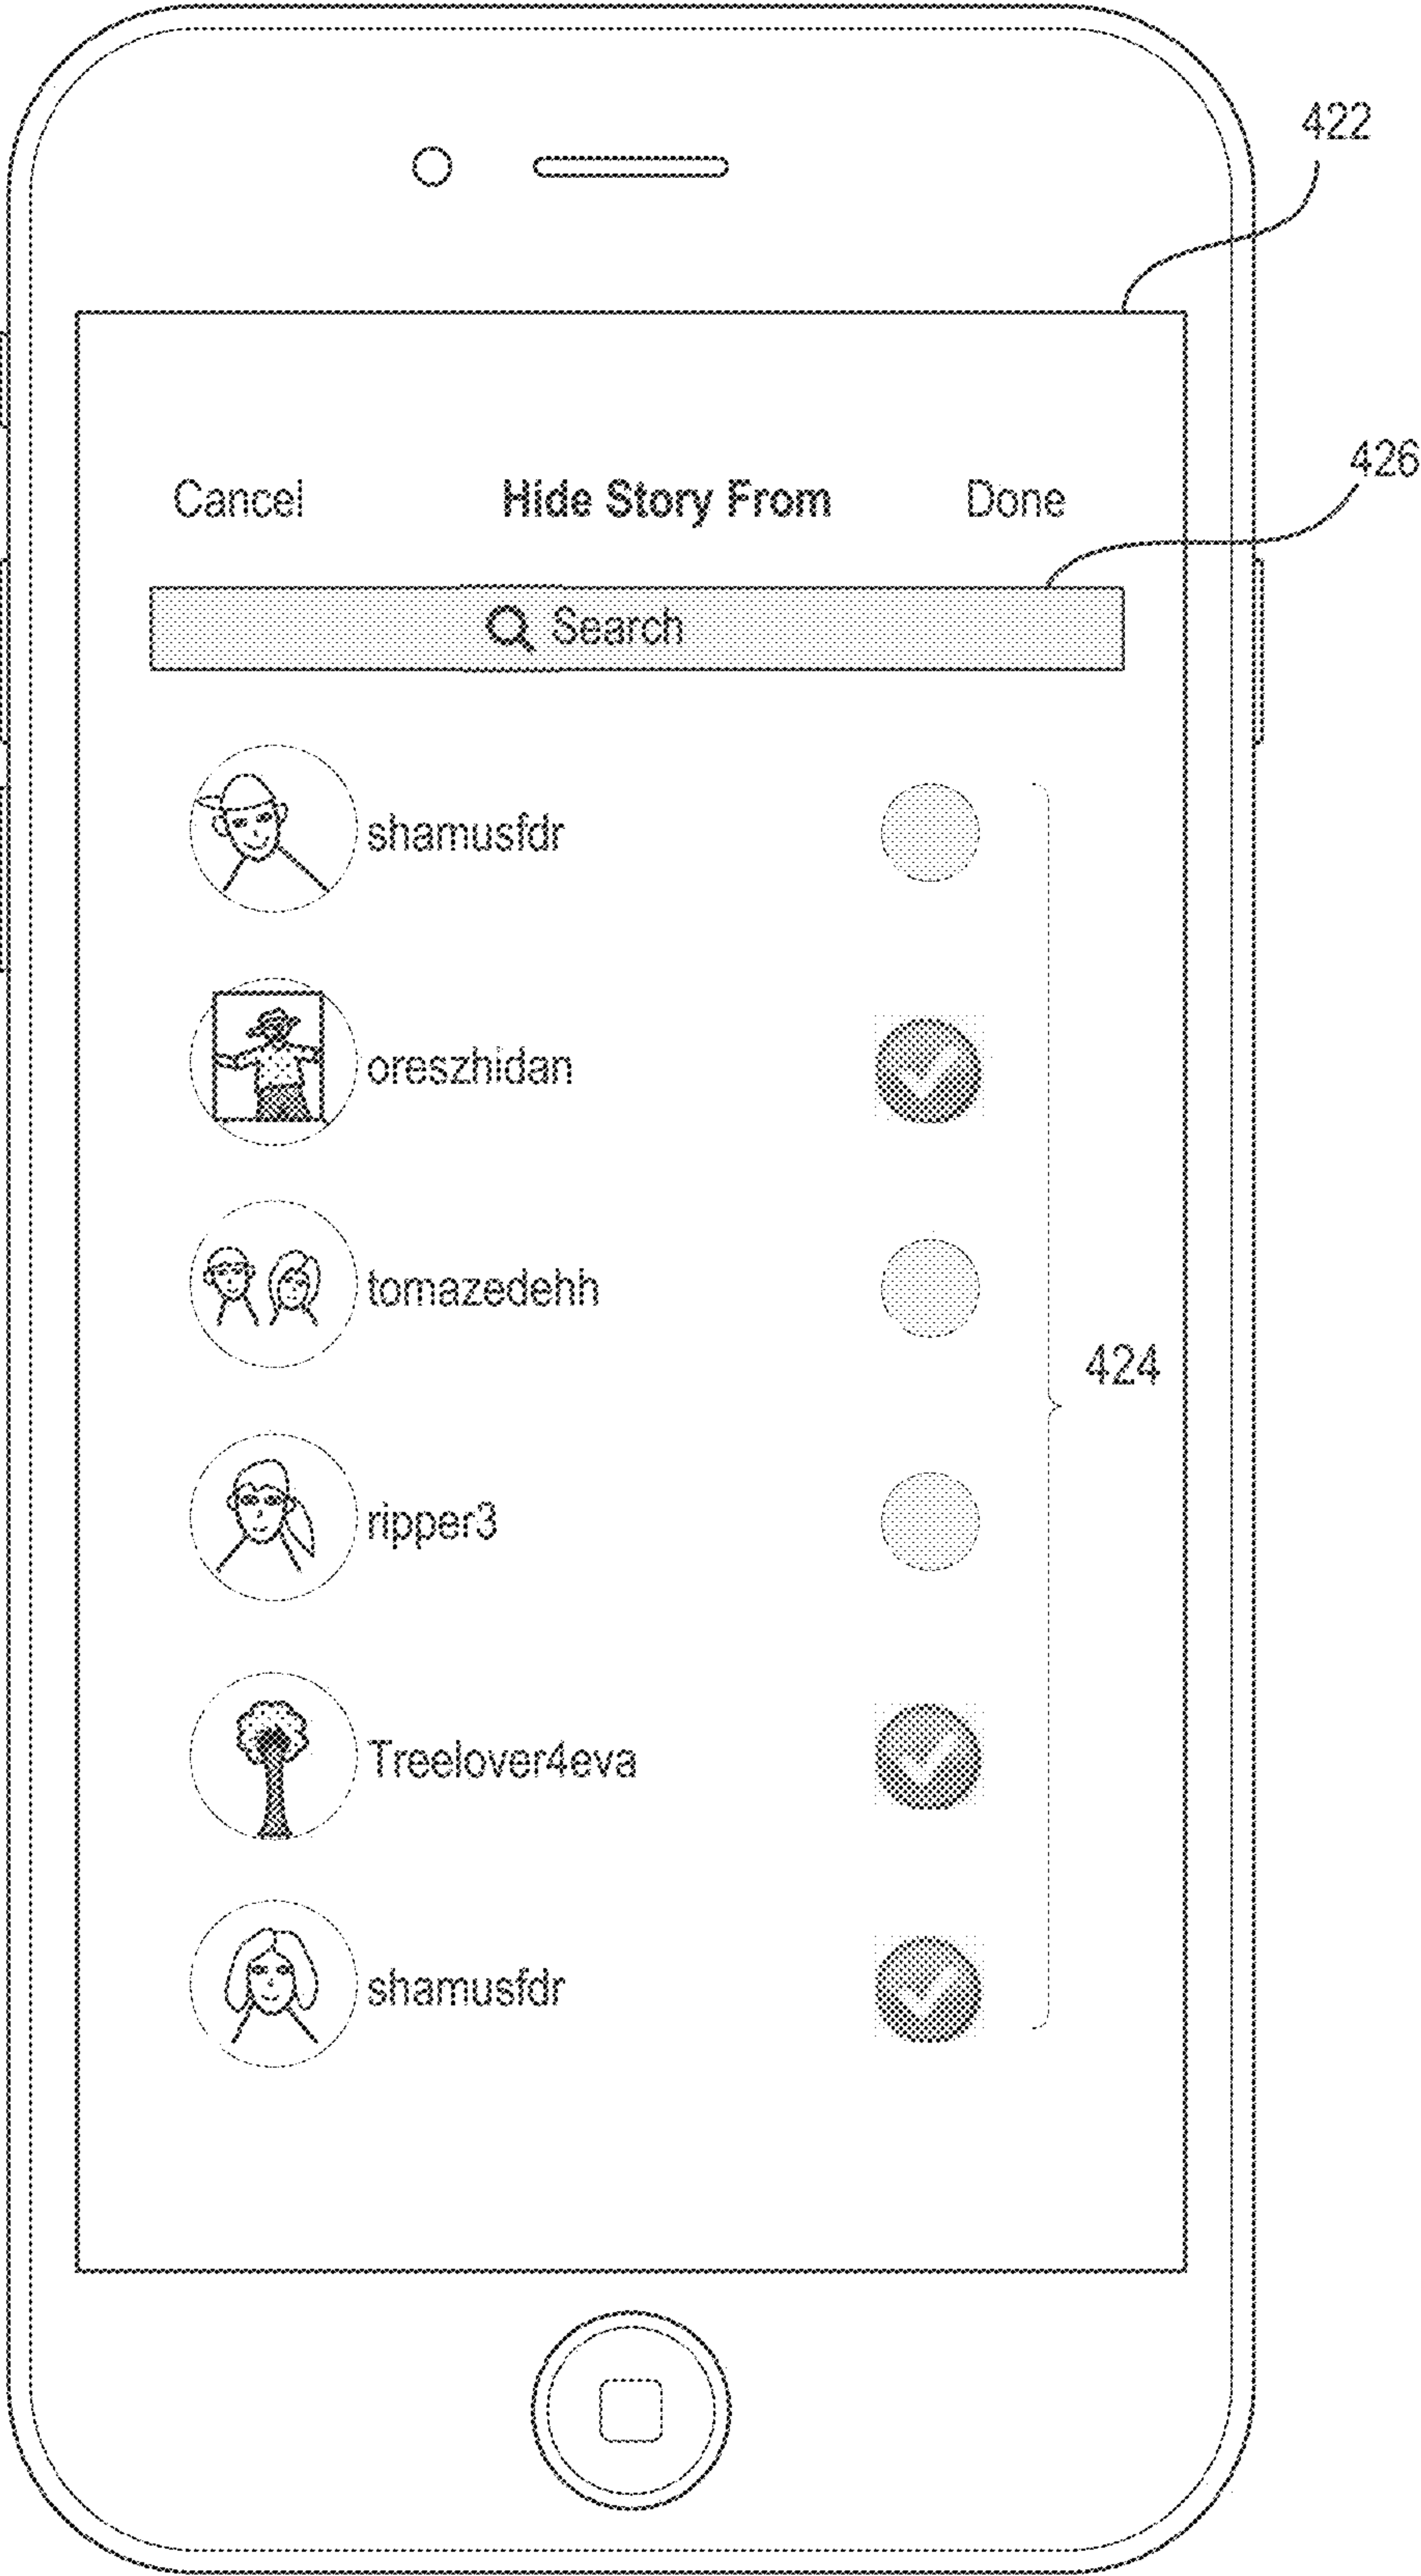 422
426
Cancel Hide Story From Done
Search
shamusfdr
oreszhidan
tomazedehh
424
ripper3
Treelover4eva
shamusfdr